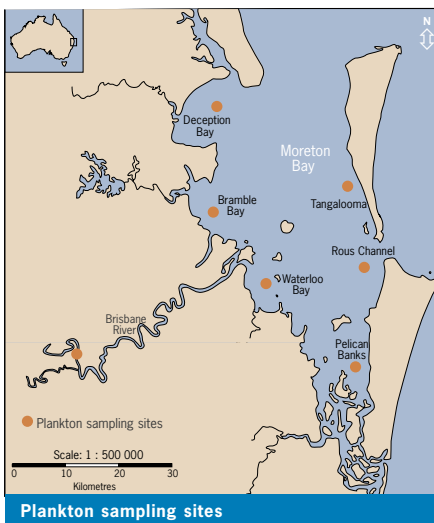 N
Deception
Bay
Moreton
Bay
Tangalooma
Bramble
Bay
Rous Channel
Waterloo
Bay
Brisbane
River
Pelican
Banks
Plankton sampling sites
Scale: 1 : 500 000
0 10 20 30
Kilometres
Plankton sampling sites